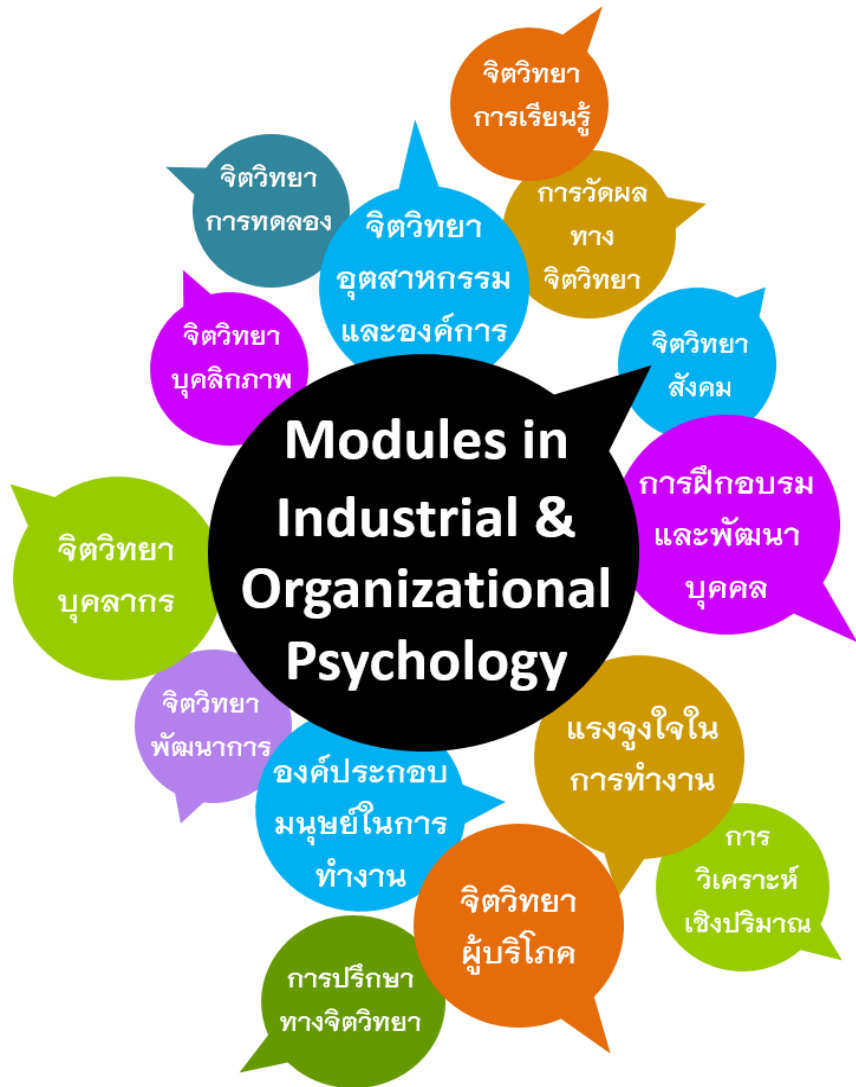 จิตวิทยา
การเรียนรู้
จิตวิทยา
การทดลอง
จิตวิทยา
อุตสาหกรรม
และองค์การ
การวัดผล
ทาง
จิตวิทยา
จิตวิทยา
บุคลิกภาพ
จิตวิทยา
สังคม
Modules in
Industrial &
Organizational
Psychology
การฝึกอบรม
และพัฒนา
บุคคล
จิตวิทยา
บุคลากร
จิตวิทยา
พัฒนาการ
แรงจูงใจใน
การทำงาน
องค์ประกอบ
มนุษย์ในการ
ทำงาน
การ
วิเคราะห์
เชิงปริมาณ
จิตวิทยา
ผู้บริโภค
การปรึกษา
ทางจิตวิทยา